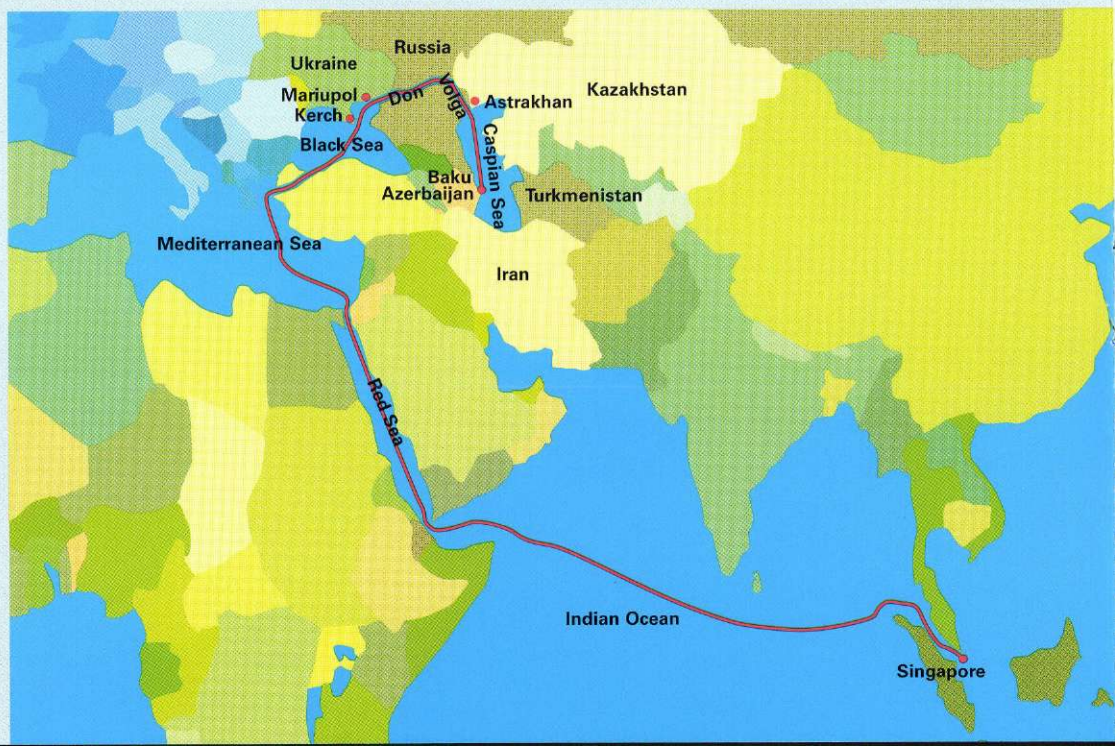 Russia
Ukraine
Kazakhstan
Mariupol
Don
Volga
Astrakhan
Kerch
Black Sea
Caspian Sea
Baku
Azerbaijan
Turkmenistan
Mediterranean Sea
Iran
Red Sea
Indian Ocean
Singapore